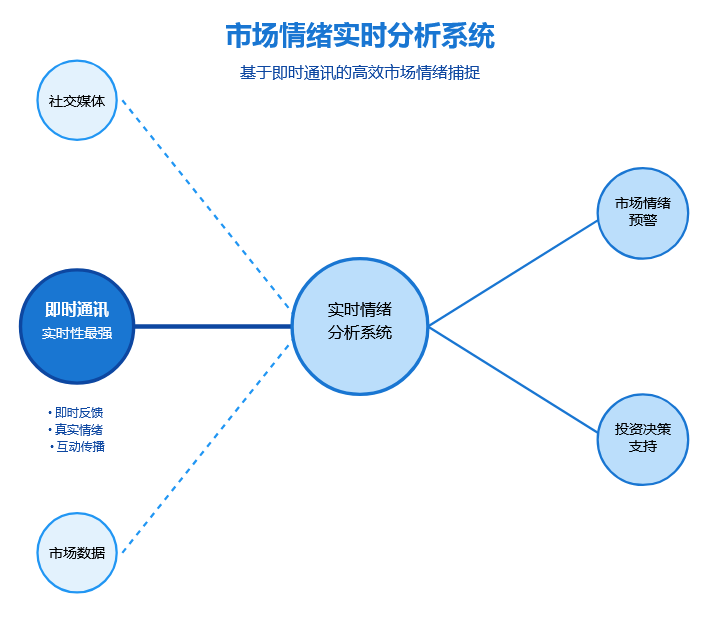 市场情绪实时分析系统
基于即时通讯的高效市场情绪捕捉
社交媒体
即时通讯
实时性最强
• 即时反馈
• 真实情绪
• 互动传播
市场数据
实时情绪
分析系统
市场情绪
预警
投资决策
支持